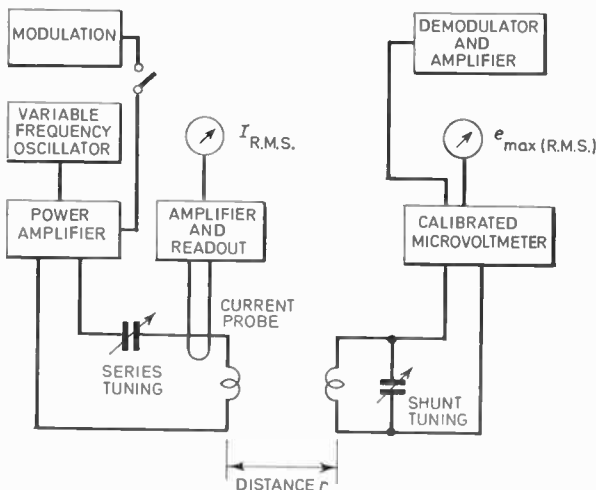 MODULATION
VARIABLE
FREQUENCY
OSCILLATOR
POWER
AMPLIFIER
I R.M.S.
AMPLIFIER
AND
READOUT
CURRENT
PROBE
SERIES
TUNING
DEMODULATOR
AND
AMPLIFIER
e max (R.M.S.)
CALIBRATED
MICROVOLTMETER
SHUNT
TUNING
DISTANCE r